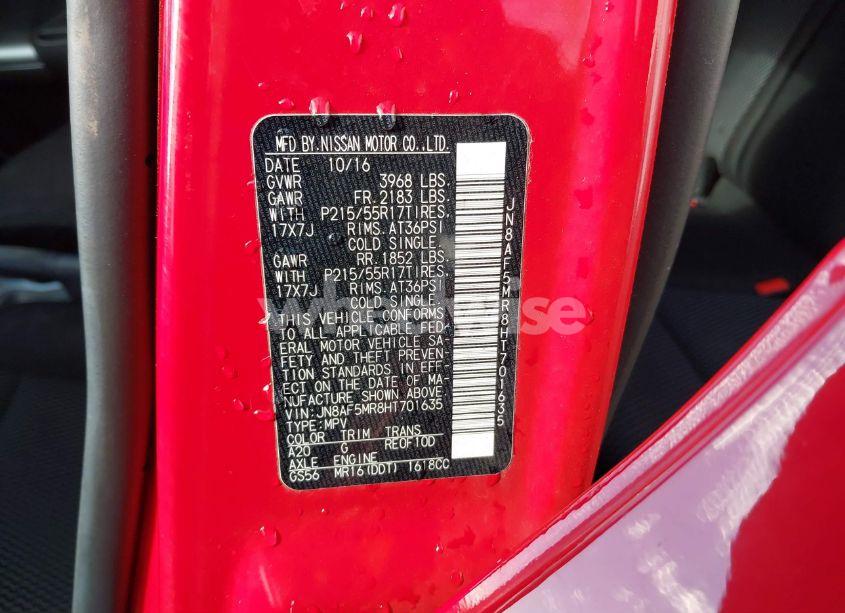 MFD BY.NISSAN MOTOR CO.,LTD.
DATE 10/16
GVWR 3968 LBS.
GAWR FR. 2183 LBS.
WITH P215/55R17TIRES.
17X7J RIMS. AT36PSI
COLD SINGLE.
GAWR RR. 1852 LBS.
WITH P215/55R17TIRES.
17X7J RIMS. AT36PSI
COLD SINGLE.
THIS VEHICLE CONFORMS
TO ALL APPLICABLE FED-
ERAL MOTOR VEHICLE SA-
FETY AND THEFT PREVEN-
TION STANDARDS IN EFF-
ECT ON THE DATE OF MA-
NUFACTURE SHOWN ABOVE.
VIN:JN8AF5MR8HT701635
TYPE:MPV
COLOR TRIM TRANS
A20 G RE0F10D
AXLE ENGINE
GS56 MR16(DDT) 1618CC
JN8AF5MR8HT701635